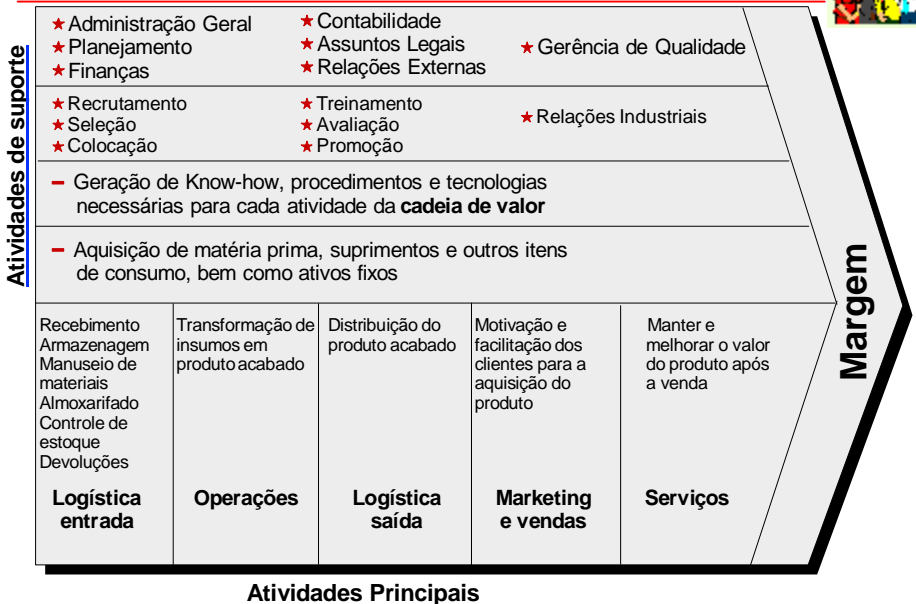 ★Administração Geral
★Planejamento
★Finanças
★Contabilidade
★Assuntos Legais
★Relações Externas
★Gerência de Qualidade
★Recrutamento
★Seleção
★Colocação
★Treinamento
★Avaliação
★Promoção
★Relações Industriais
– Geração de Know-how, procedimentos e tecnologias
necessárias para cada atividade da cadeia de valor
– Aquisição de matéria prima, suprimentos e outros itens
de consumo, bem como ativos fixos
Atividades de suporte
Recebimento
Armazenagem
Manuseio de
materiais
Almoxarifado
Controle de
estoque
Devoluções
Logística
entrada
Transformação de
insumos em
produto acabado
Operações
Distribuição do
produto acabado
Logística
saída
Motivação e
facilitação dos
clientes para a
aquisição do
produto
Marketing
e vendas
Manter e
melhorar o valor
do produto após
a venda
Serviços
Margem
Atividades Principais